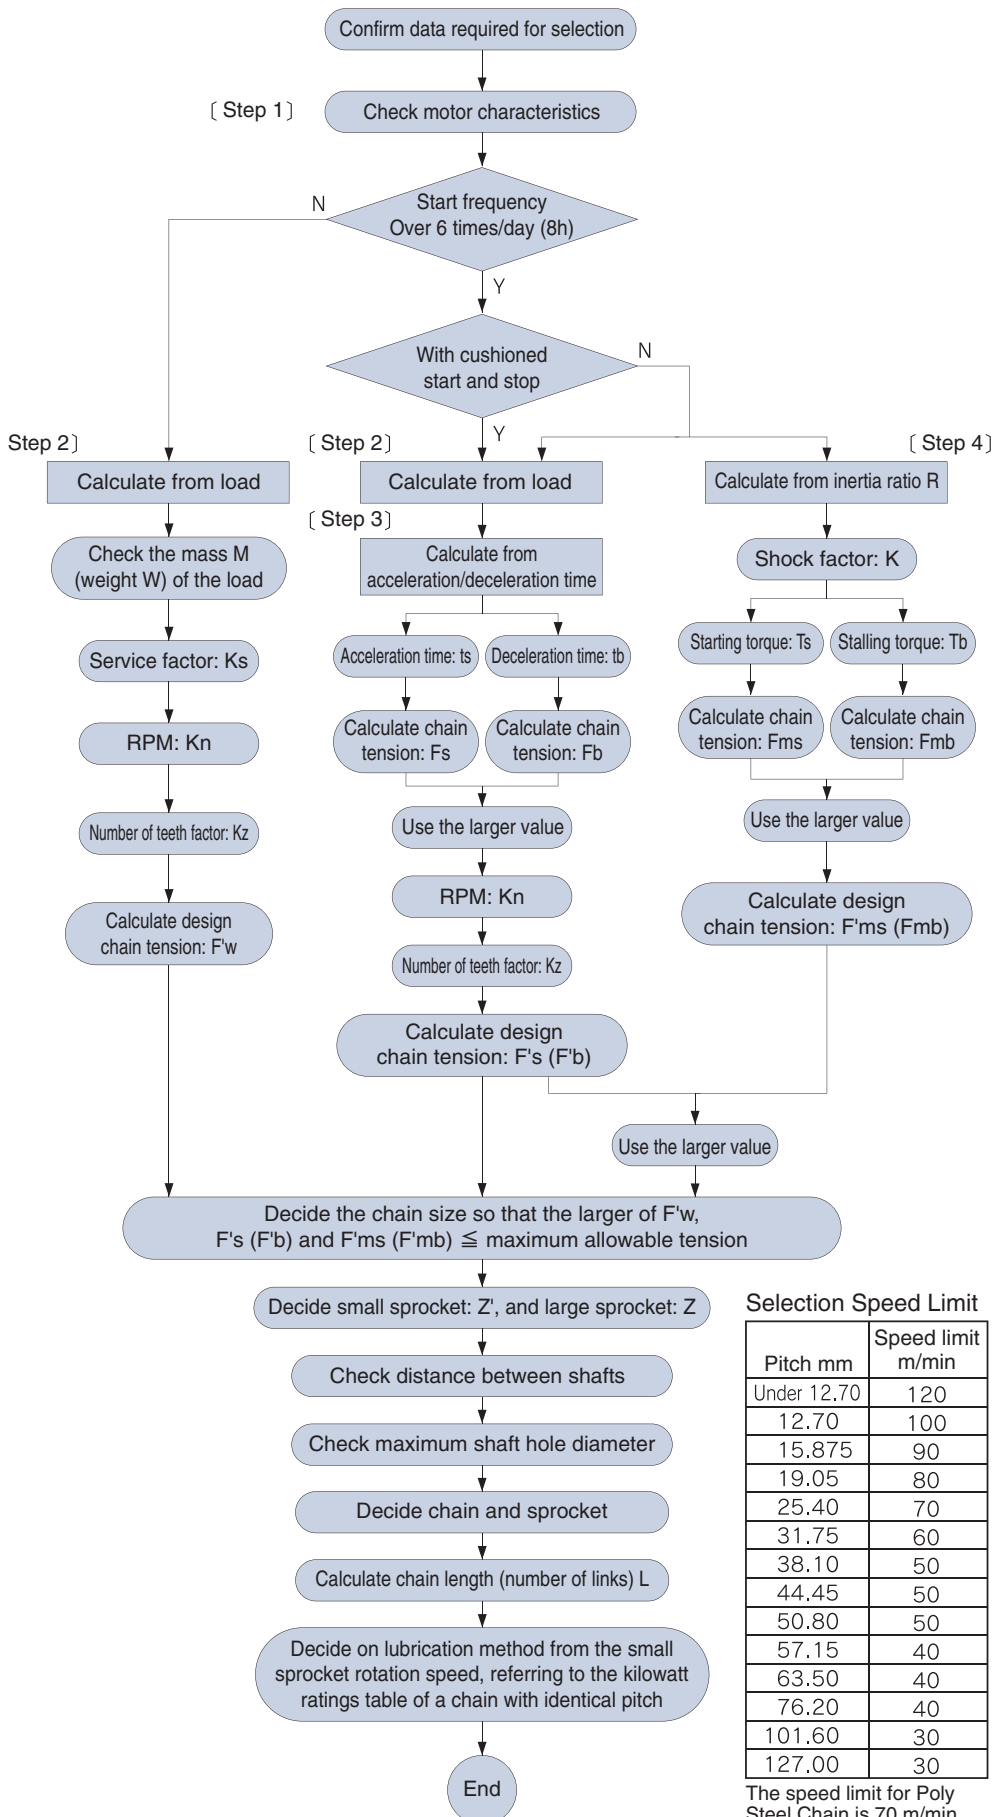 Confirm data required for selection
〔 Step 1〕
Check motor characteristics
Start frequency
Over 6 times/day (8h)
N
Y
With cushioned
start and stop
N
Y
Step 2〕
Calculate from load
Check the mass M
(weight W) of the load
Service factor: Ks
RPM: Kn
Number of teeth factor: Kz
Calculate design
chain tension: F'w
〔 Step 2〕
Calculate from load
〔 Step 3〕
Calculate from
acceleration/deceleration time
Acceleration time: ts
Deceleration time: tb
Calculate chain
tension: Fs
Calculate chain
tension: Fb
Use the larger value
RPM: Kn
Number of teeth factor: Kz
Calculate design
chain tension: F's (F'b)
〔 Step 4〕
Calculate from inertia ratio R
Shock factor: K
Starting torque: Ts
Stalling torque: Tb
Calculate chain
tension: Fms
Calculate chain
tension: Fmb
Use the larger value
Calculate design
chain tension: F'ms (Fmb)
Use the larger value
Decide the chain size so that the larger of F'w,
F's (F'b) and F'ms (F'mb) ≦ maximum allowable tension
Decide small sprocket: Z', and large sprocket: Z
Check distance between shafts
Check maximum shaft hole diameter
Decide chain and sprocket
Calculate chain length (number of links) L
Decide on lubrication method from the small
sprocket rotation speed, referring to the kilowatt
ratings table of a chain with identical pitch
End
Selection Speed Limit
Pitch mm Speed limit m/min
Under 12.70 120
12.70 100
15.875 90
19.05 80
25.40 70
31.75 60
38.10 50
44.45 50
50.80 50
57.15 40
63.50 40
76.20 40
101.60 30
127.00 30
The speed limit for Poly
Steel Chain is 70 m/min